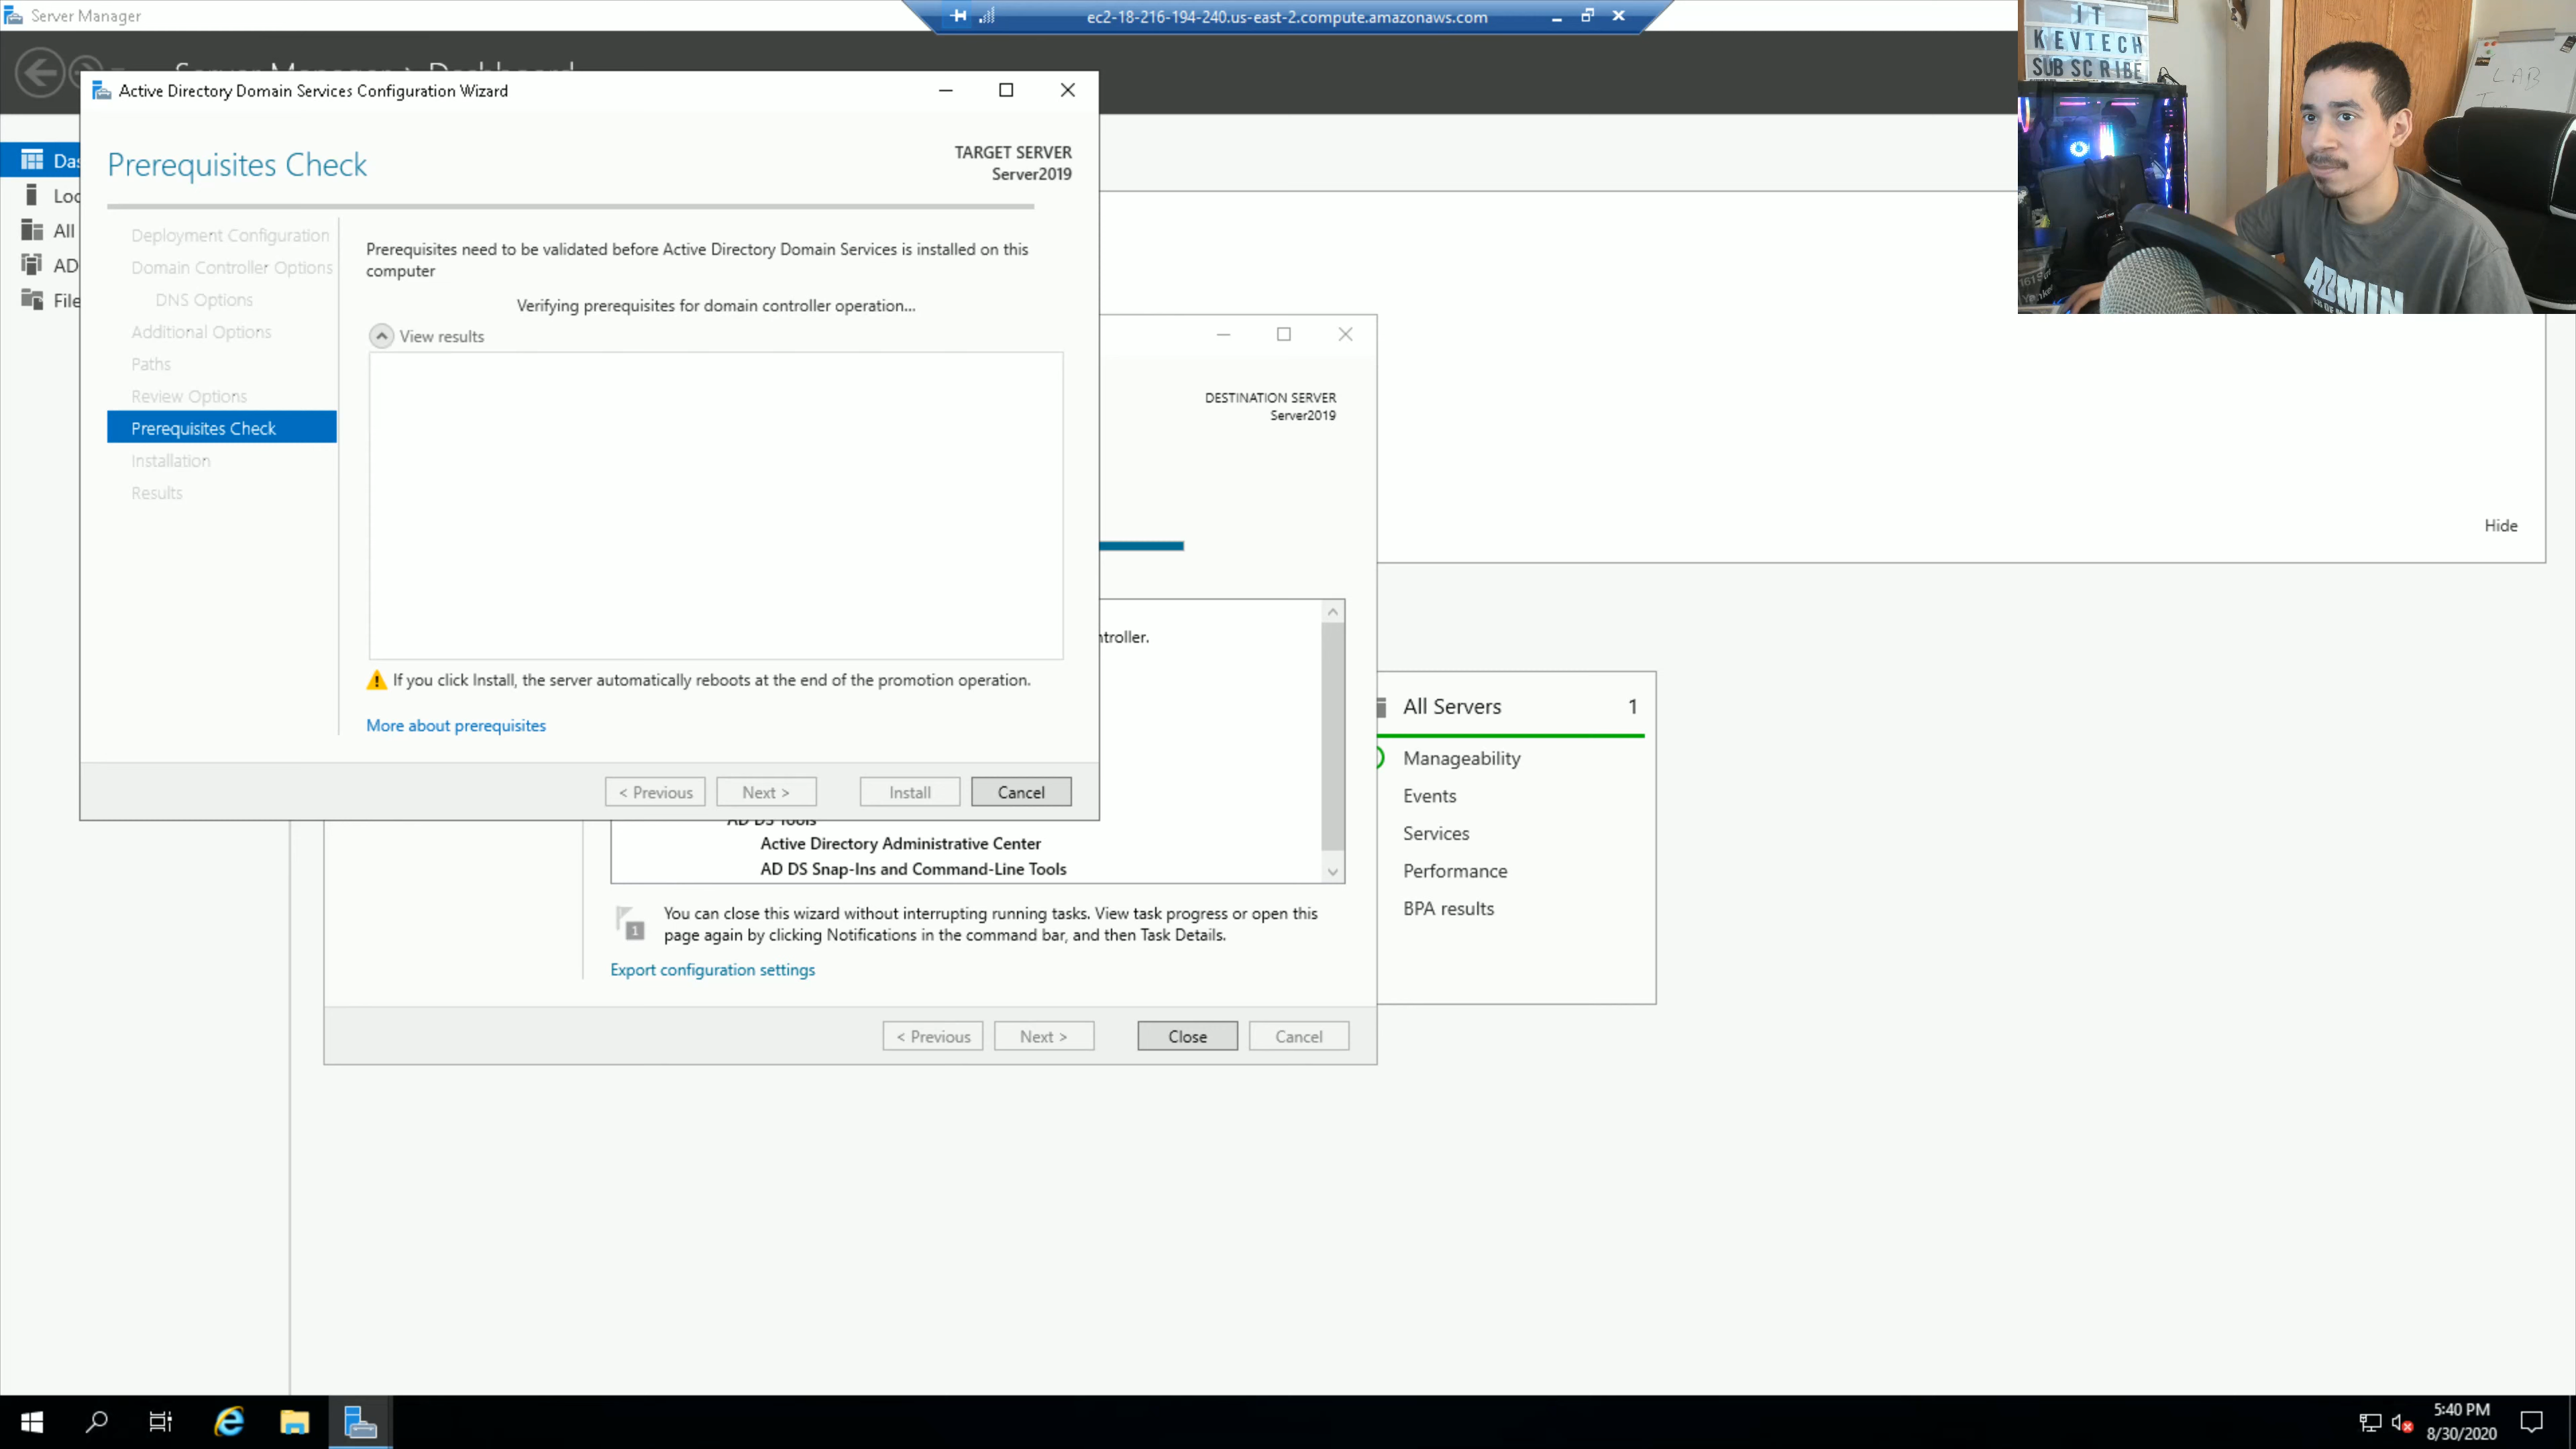 Server Manager
ec2-18-216-194-240.us-east-2.compute.amazonaws.com
IT
KEVTECH
SUBSCRIBE
LAB
ADMIN
Active Directory Domain Services Configuration Wizard
Prerequisites Check
TARGET SERVER
Server2019
Das
Loc
All
AD
File
Deployment Configuration
Domain Controller Options
DNS Options
Additional Options
Paths
Review Options
Prerequisites Check
Installation
Results
Prerequisites need to be validated before Active Directory Domain Services is installed on this
computer
Verifying prerequisites for domain controller operation...
View results
If you click Install, the server automatically reboots at the end of the promotion operation.
More about prerequisites
< Previous
Next >
Install
Cancel
DESTINATION SERVER
Server2019
Hide
ntroller.
AD DS Tools
Active Directory Administrative Center
AD DS Snap-Ins and Command-Line Tools
1
You can close this wizard without interrupting running tasks. View task progress or open this
page again by clicking Notifications in the command bar, and then Task Details.
Export configuration settings
< Previous
Next >
Close
Cancel
All Servers 1
Manageability
Events
Services
Performance
BPA results
5:40 PM
8/30/2020